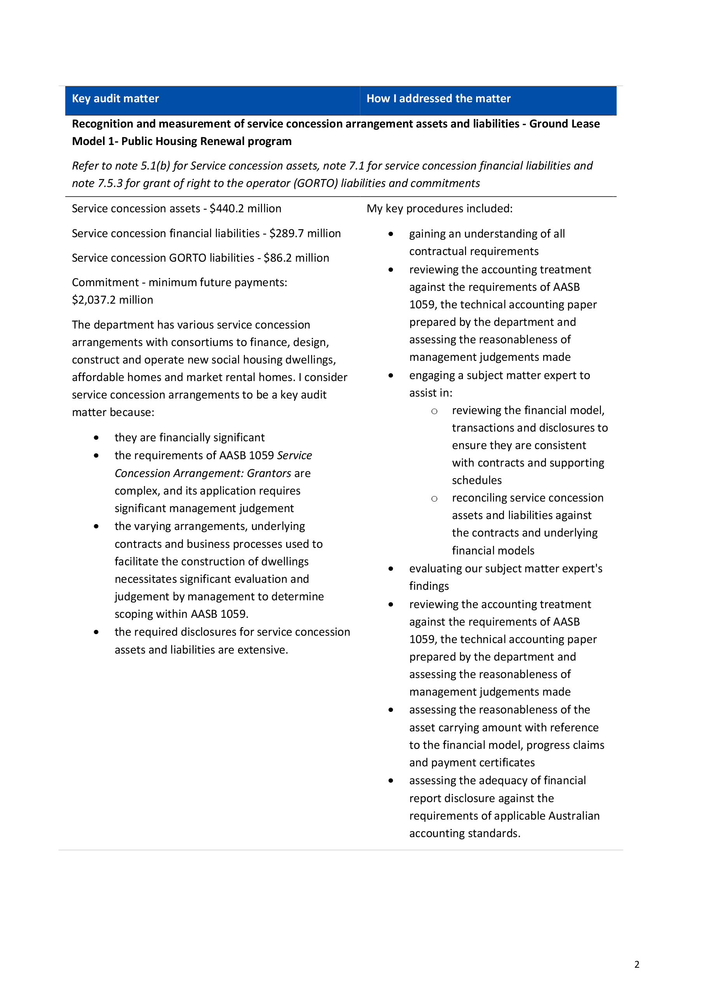 Key audit matter
How I addressed the matter
Recognition and measurement of service concession arrangement assets and liabilities - Ground Lease
Model 1- Public Housing Renewal program
Refer to note 5.1(b) for Service concession assets, note 7.1 for service concession financial liabilities and
note 7.5.3 for grant of right to the operator (GORTO) liabilities and commitments
Service concession assets - $440.2 million
Service concession financial liabilities - $289.7 million
Service concession GORTO liabilities - $86.2 million
Commitment - minimum future payments:
$2,037.2 million
The department has various service concession
arrangements with consortiums to finance, design,
construct and operate new social housing dwellings,
affordable homes and market rental homes. I consider
service concession arrangements to be a key audit
matter because:
• they are financially significant
• the requirements of AASB 1059 Service
Concession Arrangement: Grantors are
complex, and its application requires
significant management judgement
• the varying arrangements, underlying
contracts and business processes used to
facilitate the construction of dwellings
necessitates significant evaluation and
judgement by management to determine
scoping within AASB 1059.
• the required disclosures for service concession
assets and liabilities are extensive.
My key procedures included:
• gaining an understanding of all
contractual requirements
• reviewing the accounting treatment
against the requirements of AASB
1059, the technical accounting paper
prepared by the department and
assessing the reasonableness of
management judgements made
• engaging a subject matter expert to
assist in:
o reviewing the financial model,
transactions and disclosures to
ensure they are consistent
with contracts and supporting
schedules
o reconciling service concession
assets and liabilities against
the contracts and underlying
financial models
• evaluating our subject matter expert's
findings
• reviewing the accounting treatment
against the requirements of AASB
1059, the technical accounting paper
prepared by the department and
assessing the reasonableness of
management judgements made
• assessing the reasonableness of the
asset carrying amount with reference
to the financial model, progress claims
and payment certificates
• assessing the adequacy of financial
report disclosure against the
requirements of applicable Australian
accounting standards.
2